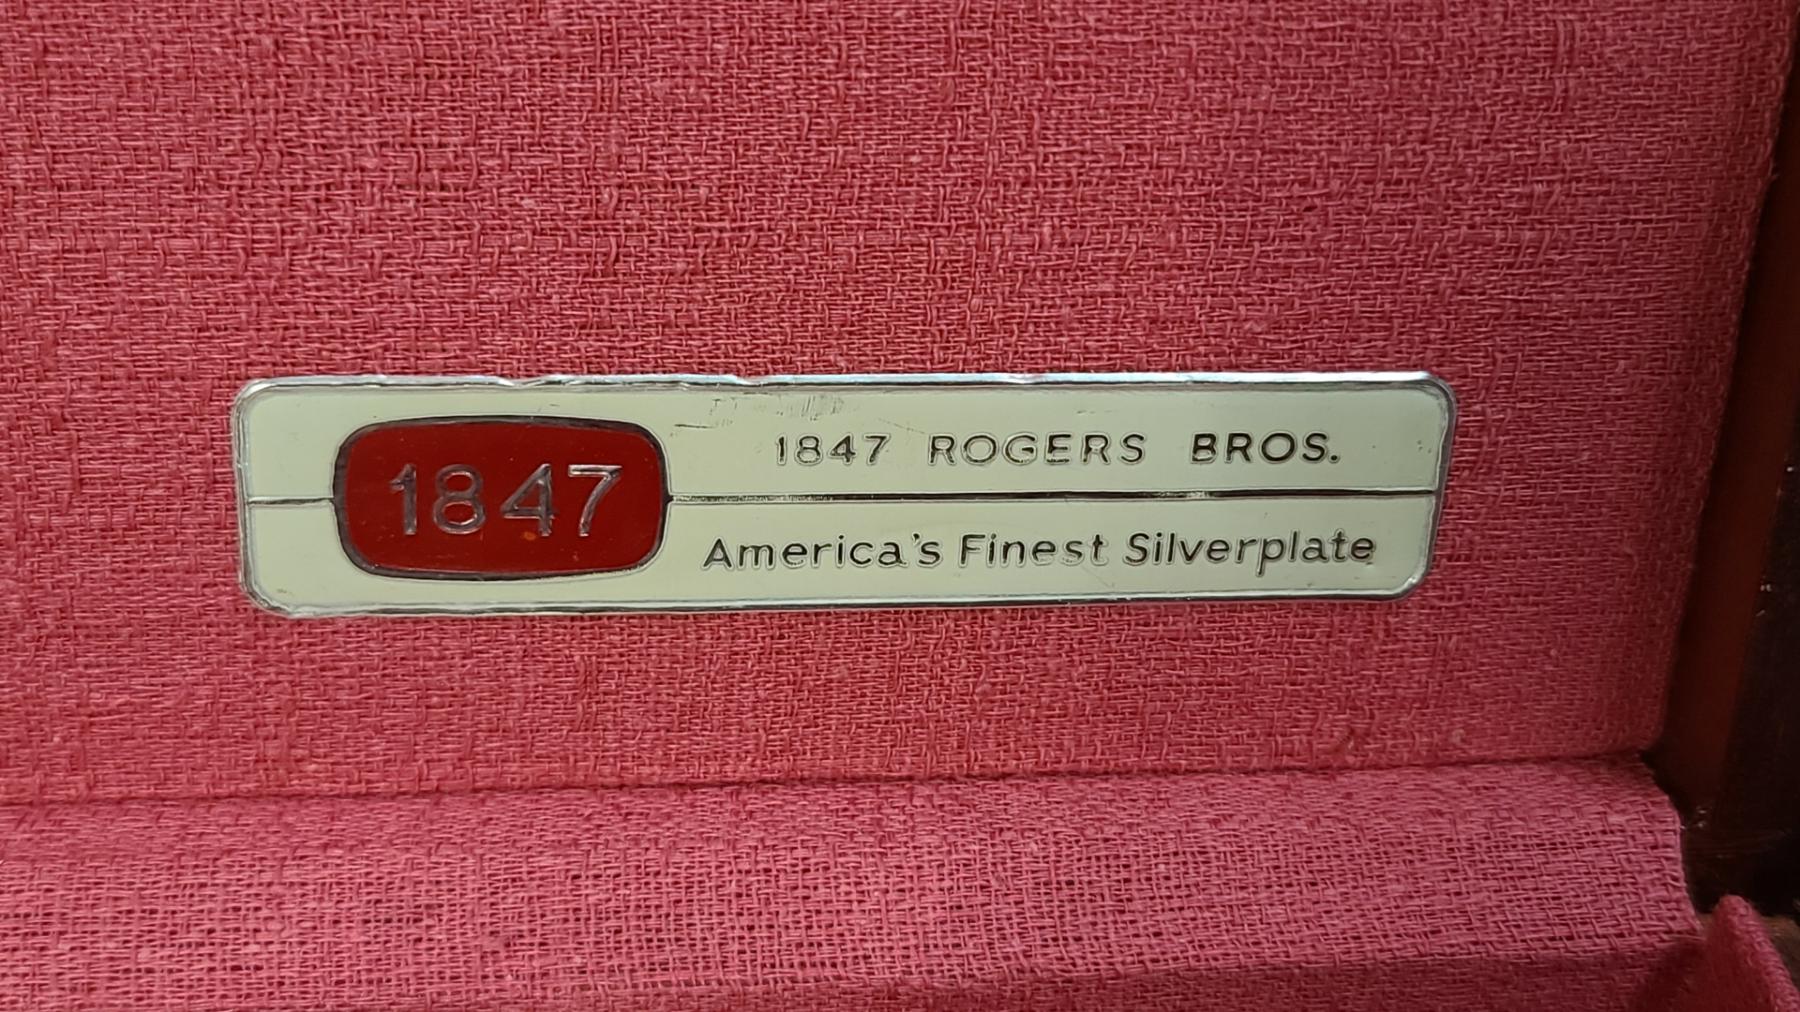 1847
1847 ROGERS BROS.
America's Finest Silverplate